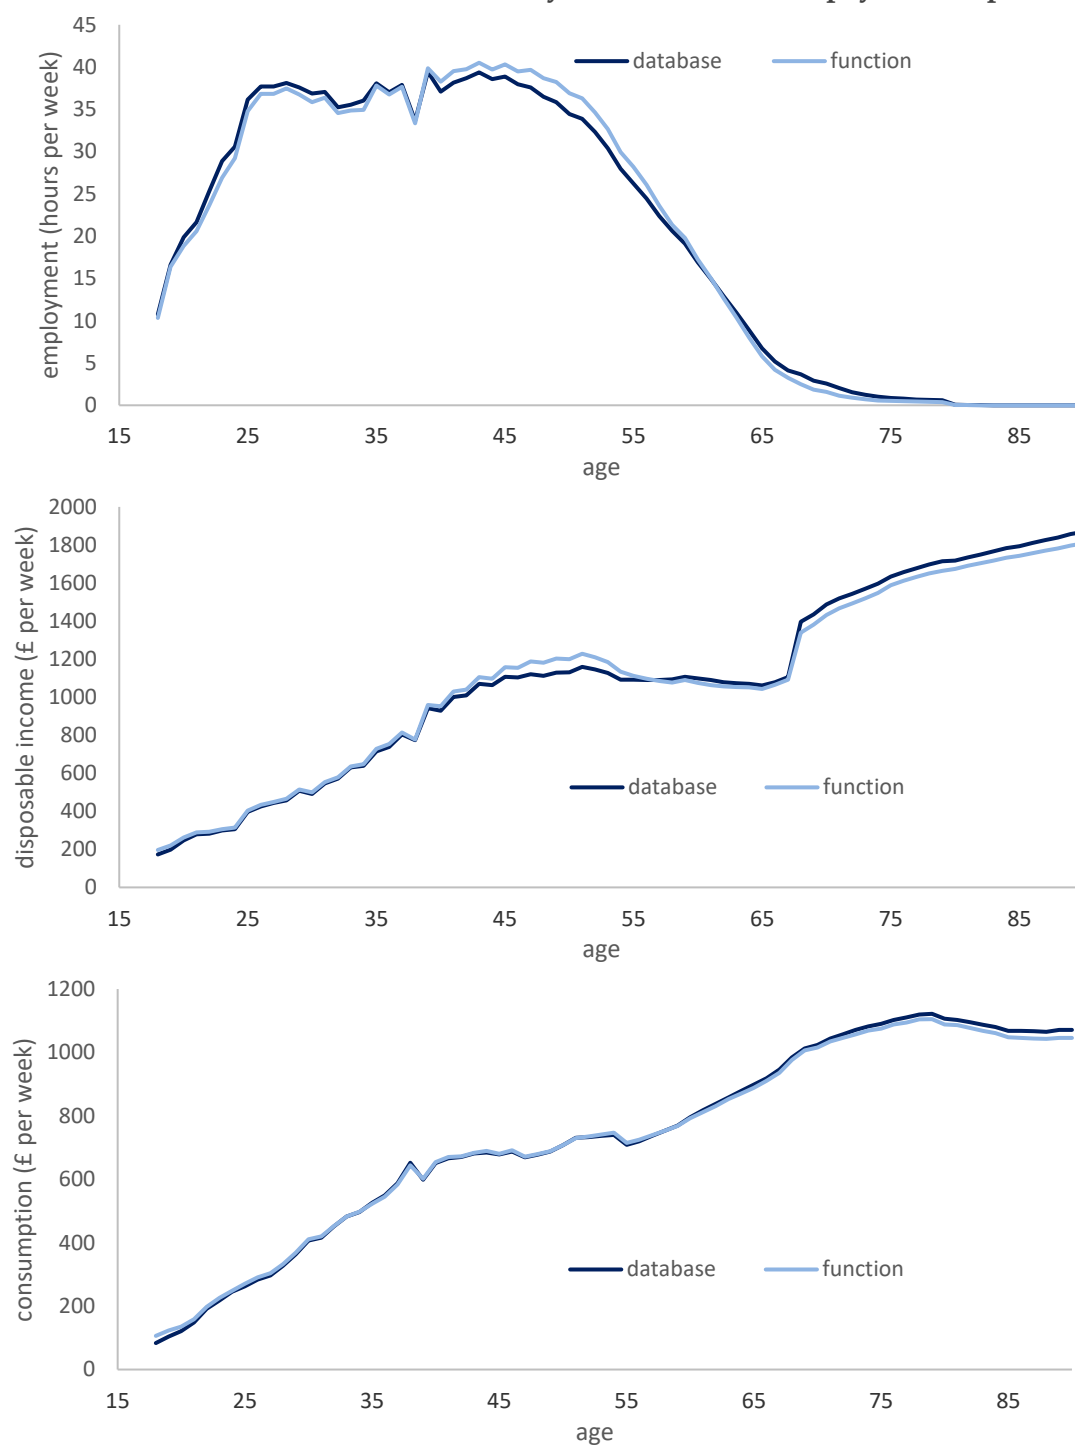 45
40
35
30
25
20
15
10
5
0
employment (hours per week)
database function
15 25 35 45 55 65 75 85
age
2000
1800
1600
1400
1200
1000
800
600
400
200
0
disposable income (£ per week)
database function
15 25 35 45 55 65 75 85
age
1200
1000
800
600
400
200
0
consumption (£ per week)
database function
15 25 35 45 55 65 75 85
age